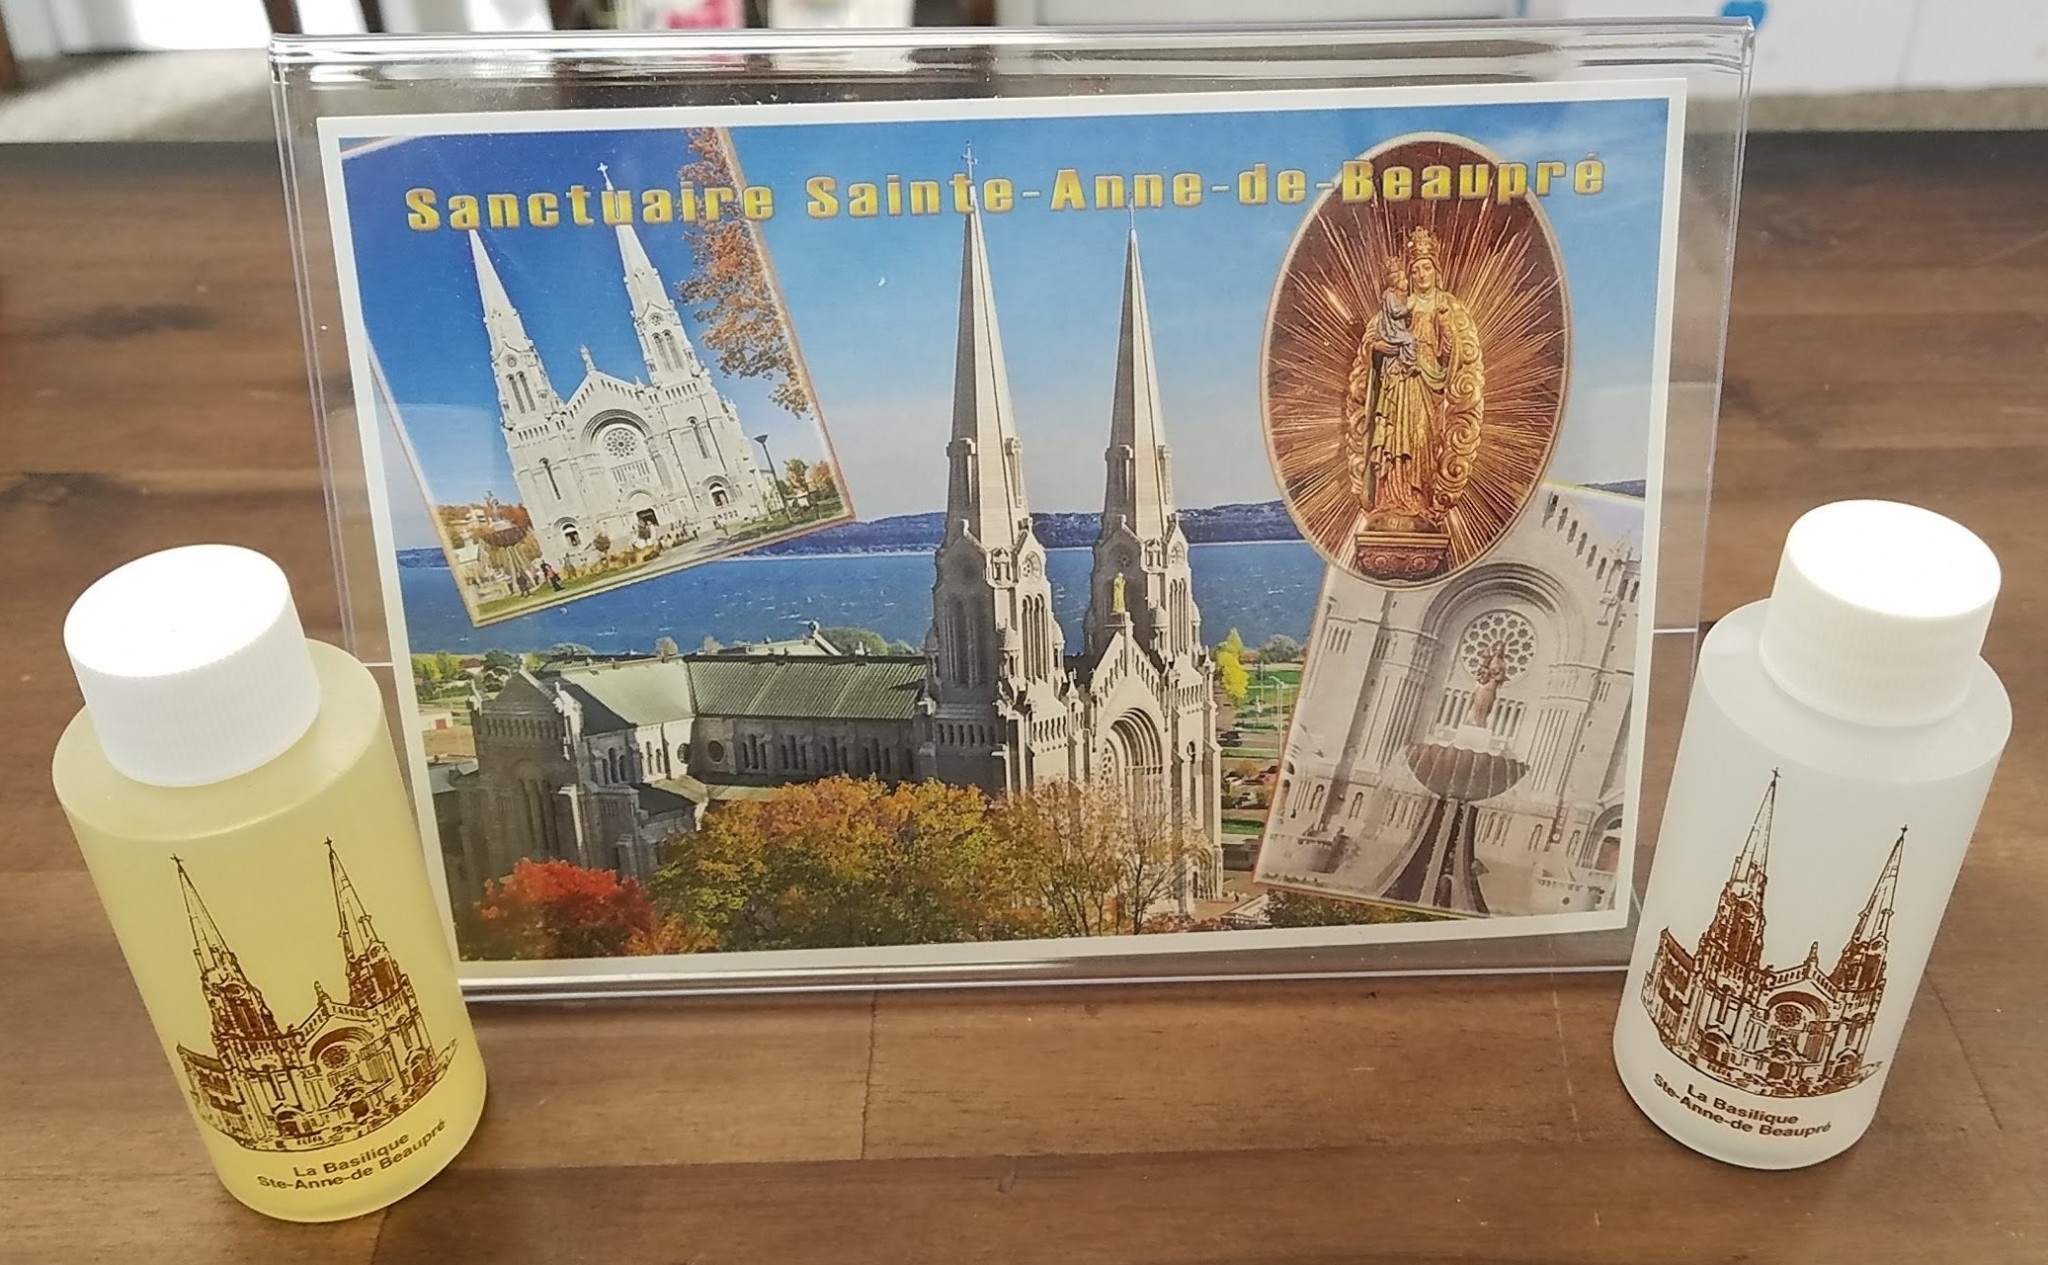 Sanctuaire Sainte-Anne-de-Beaupré
La Basilique
Ste-Anne-de Beaupré
La Basilique
Ste-Anne-de Beaupré